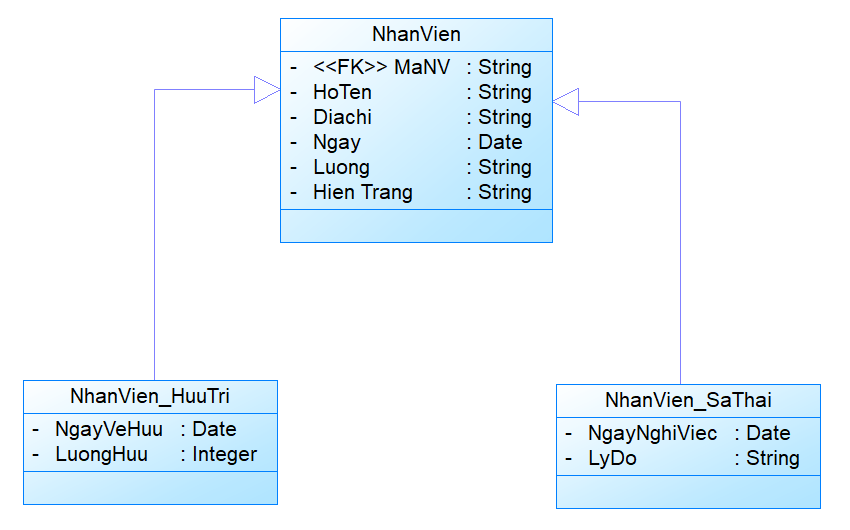 NhanVien
- <<FK>> MaNV : String
- HoTen : String
- Diachi : String
- Ngay : Date
- Luong : String
- Hien Trang : String
NhanVien_HuuTri
- NgayVeHuu : Date
- LuongHuu : Integer
NhanVien_SaThai
- NgayNghiViec : Date
- LyDo : String